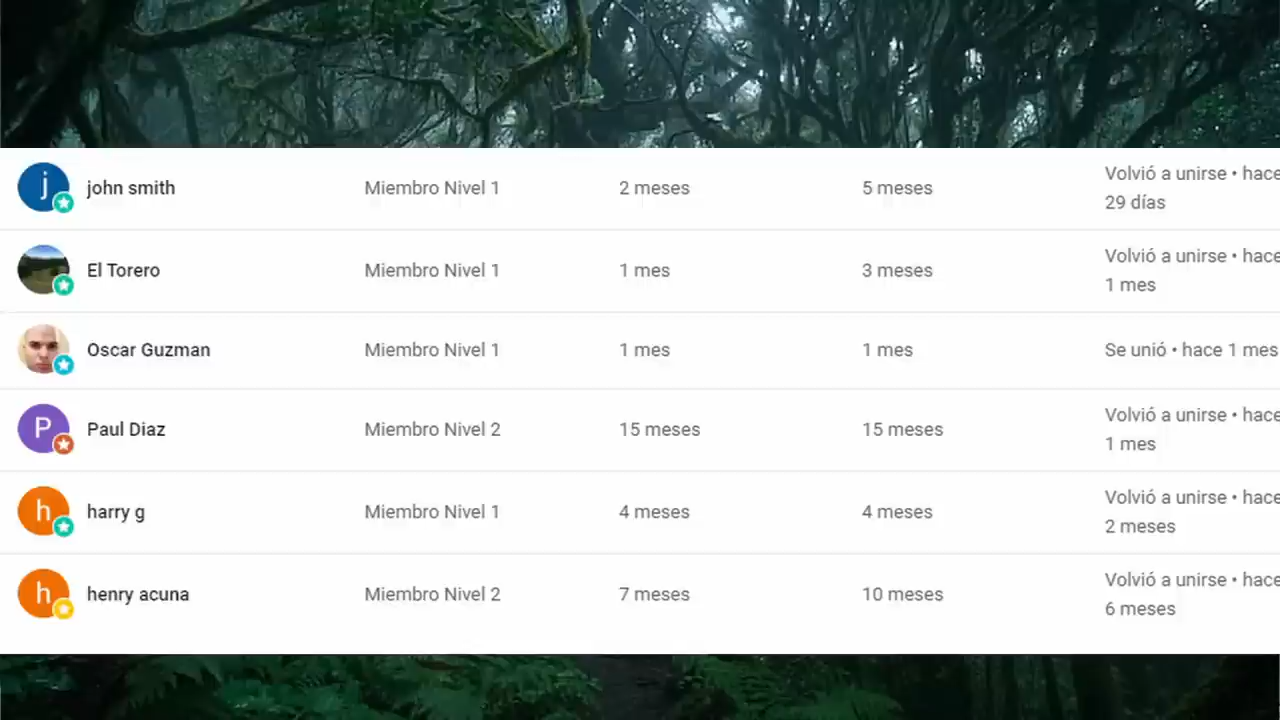 j john smith Miembro Nivel 1 2 meses 5 meses Volvió a unirse • hace
29 días
El Torero Miembro Nivel 1 1 mes 3 meses Volvió a unirse • hace
1 mes
Oscar Guzman Miembro Nivel 1 1 mes 1 mes Se unió • hace 1 mes
P Paul Diaz Miembro Nivel 2 15 meses 15 meses Volvió a unirse • hace
1 mes
h harry g Miembro Nivel 1 4 meses 4 meses Volvió a unirse • hace
2 meses
h henry acuna Miembro Nivel 2 7 meses 10 meses Volvió a unirse • hace
6 meses